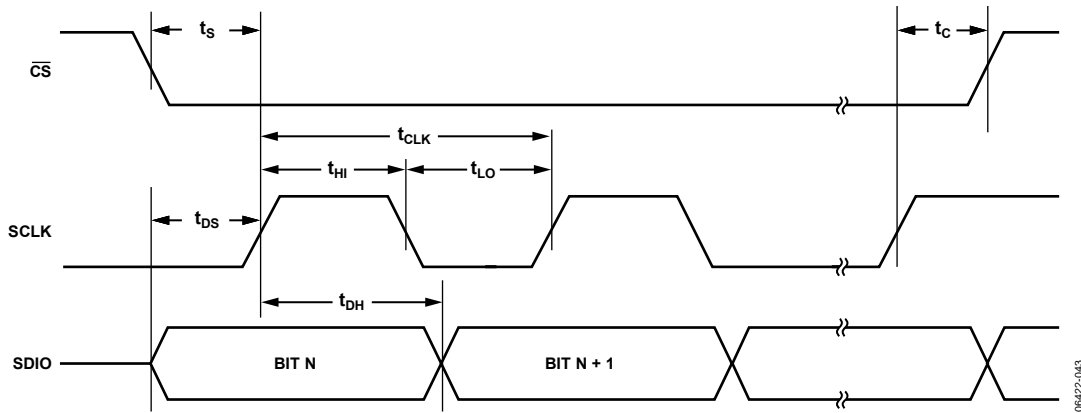 tS
tC
CS
tCLK
tHI
tLO
tDS
SCLK
tDH
SDIO
BIT N
BIT N + 1
06422-043